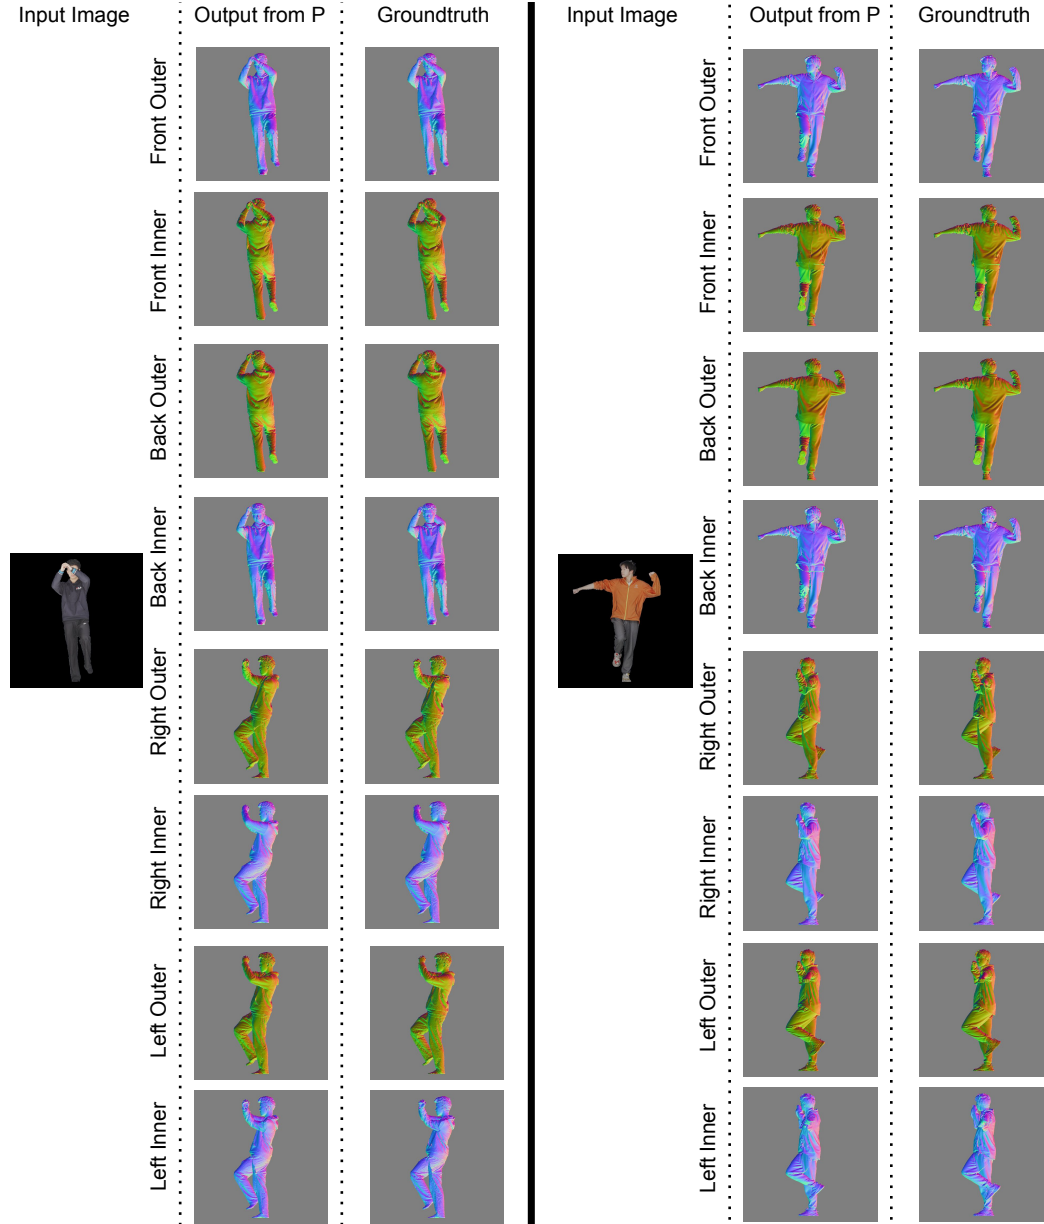 Input Image Output from P Groundtruth Input Image Output from P Groundtruth
Front Outer
Front Inner
Back Outer
Back Inner
Right Outer
Right Inner
Left Outer
Left Inner
Front Outer
Front Inner
Back Outer
Back Inner
Right Outer
Right Inner
Left Outer
Left Inner